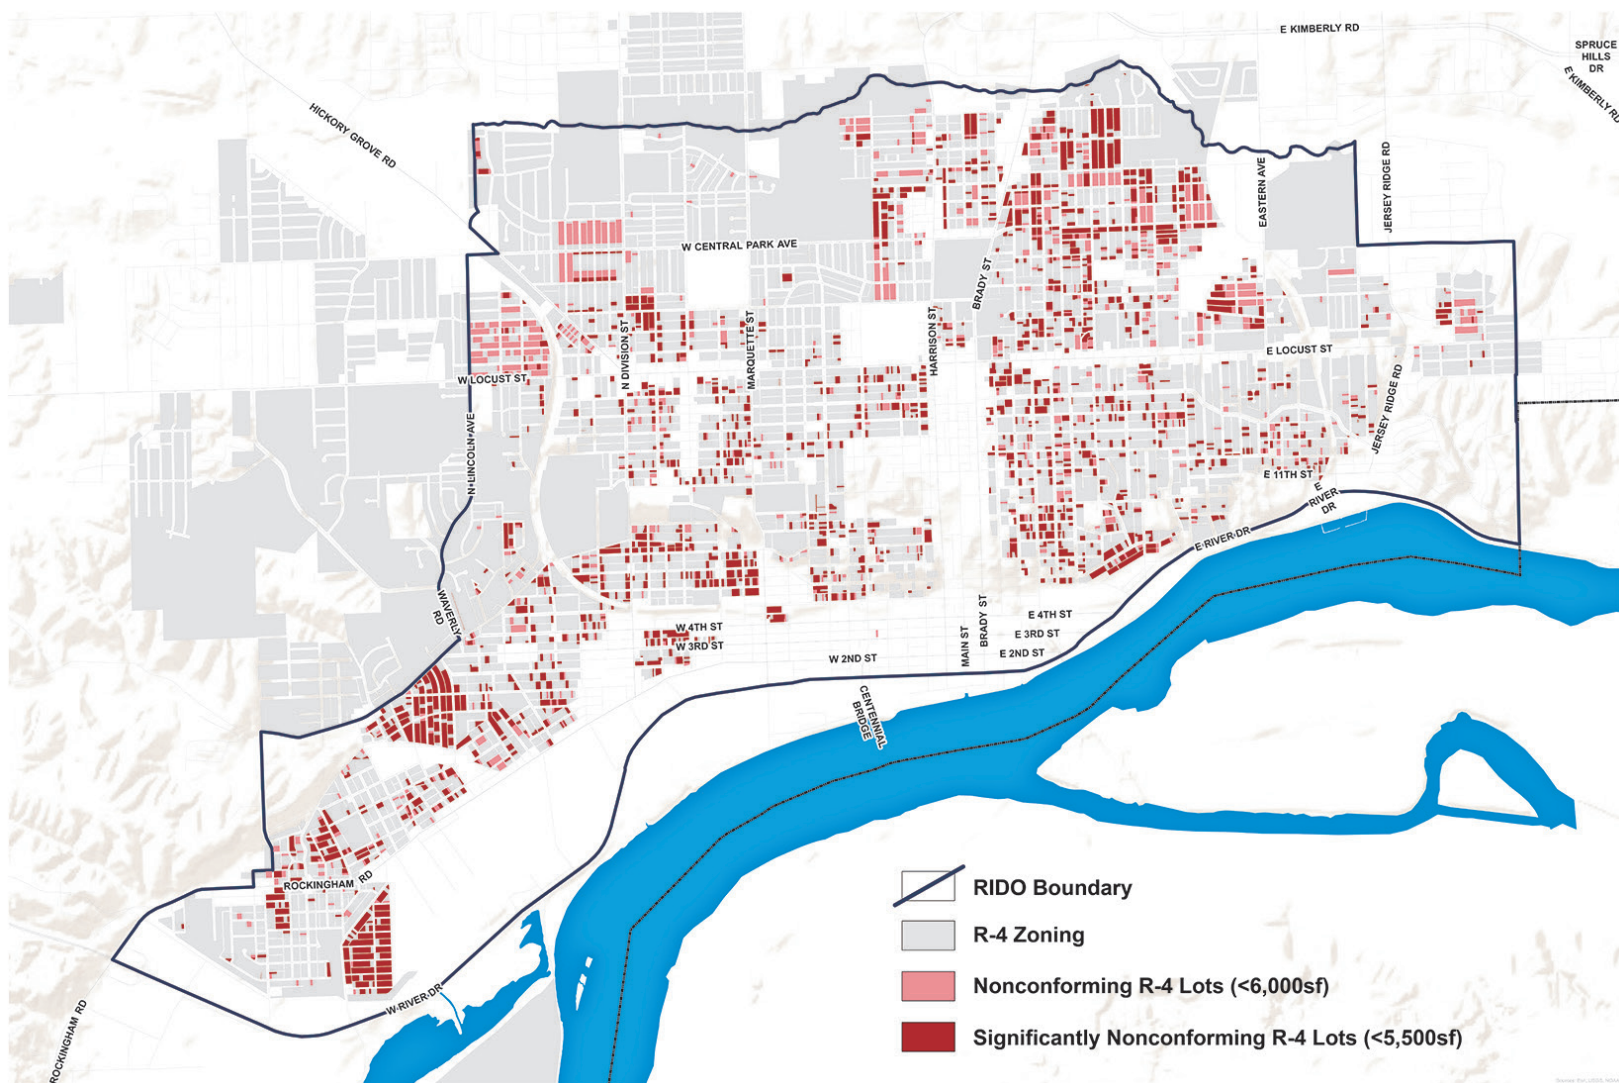 E KIMBERLY RD
SPRUCE
HILLS
DR
E KIMBERLY RD
HICKORY GROVE RD
EASTERN AVE
JERSEY RIDGE RD
W CENTRAL PARK AVE
BRADY ST
N DIVISION ST
MARQUETTE ST
HARRISON ST
E LOCUST ST
W LOCUST ST
N LINCOLN AVE
JERSEY RIDGE RD
E 11TH ST
E
RIVER
DR
E RIVER DR
WAVERLY
RD
W 4TH ST
W 3RD ST
W 2ND ST
MAIN ST
BRADY ST
E 4TH ST
E 3RD ST
E 2ND ST
CENTENNIAL
BRIDGE
ROCKINGHAM RD
W RIVER DR
ROCKINGHAM RD
RIDO Boundary
R-4 Zoning
Nonconforming R-4 Lots (<6,000sf)
Significantly Nonconforming R-4 Lots (<5,500sf)